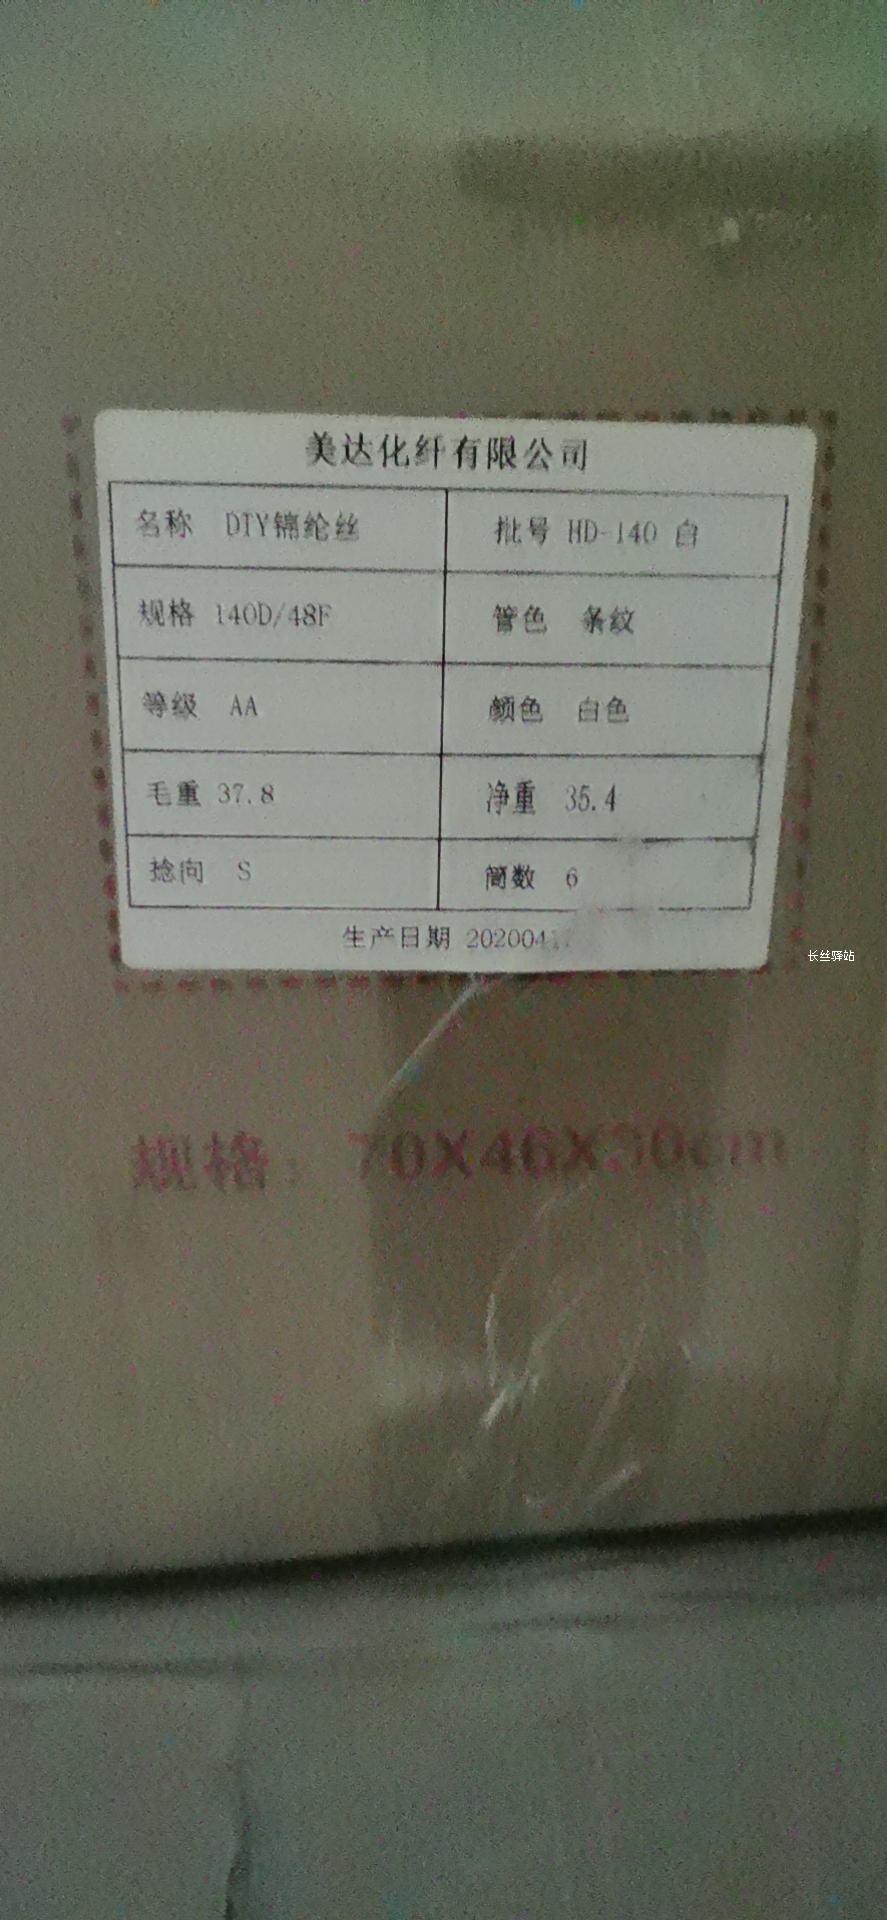 美达化纤有限公司
名称 DTY锦纶丝 批号 HD-140 白
规格 140D/48F 管色 条纹
等级 AA 颜色 白色
毛重 37.8 净重 35.4
捻向 S 筒数 6
生产日期
长丝驿站
规格：70X46X30cm